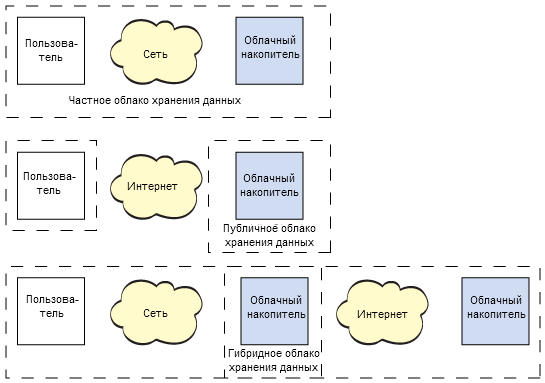 Пользова-
тель
Сеть
Облачный
накопитель
Частное облако хранения данных
Пользова-
тель
Интернет
Облачный
накопитель
Публичное облако
хранения данных
Пользова-
тель
Сеть
Облачный
накопитель
Интернет
Облачный
накопитель
Гибридное облако
хранения данных